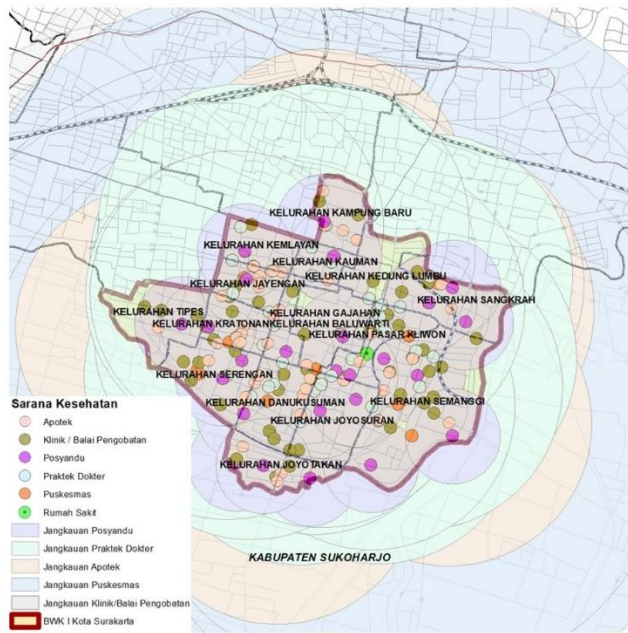 KELURAHAN KAMPUNG BARU
KELURAHAN KEMLAYAN
KELURAHAN KAUMAN
KELURAHAN KEDUNG LUMBU
KELURAHAN JAYENGAN
KELURAHAN SANGKRAH
KELURAHAN TIPES
KELURAHAN GAJAHAN
KELURAHAN KRATONAN
KELURAHAN BALUWARTI
KELURAHAN PASAR KLIWON
KELURAHAN SERENGAN
KELURAHAN DANUKUSUMAN
KELURAHAN SEMANGGI
KELURAHAN JOYOSURAN
KELURAHAN JOYOTAKAN
KABUPATEN SUKOHARJO
Sarana Kesehatan
Apotek
Klinik / Balai Pengobatan
Posyandu
Praktek Dokter
Puskesmas
Rumah Sakit
Jangkauan Posyandu
Jangkauan Praktek Dokter
Jangkauan Apotek
Jangkauan Puskesmas
Jangkauan Klinik/Balai Pengobatan
BWK I Kota Surakarta